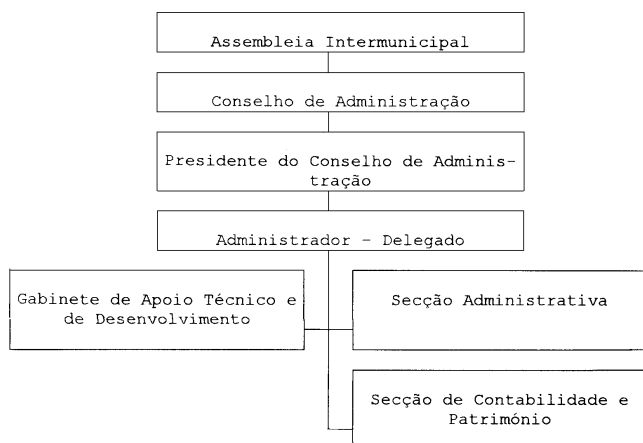 Assembleia Intermunicipal
Conselho de Administração
Presidente do Conselho de Adminis-
tração
Administrador - Delegado
Gabinete de Apoio Técnico e
de Desenvolvimento
Secção Administrativa
Secção de Contabilidade e
Património